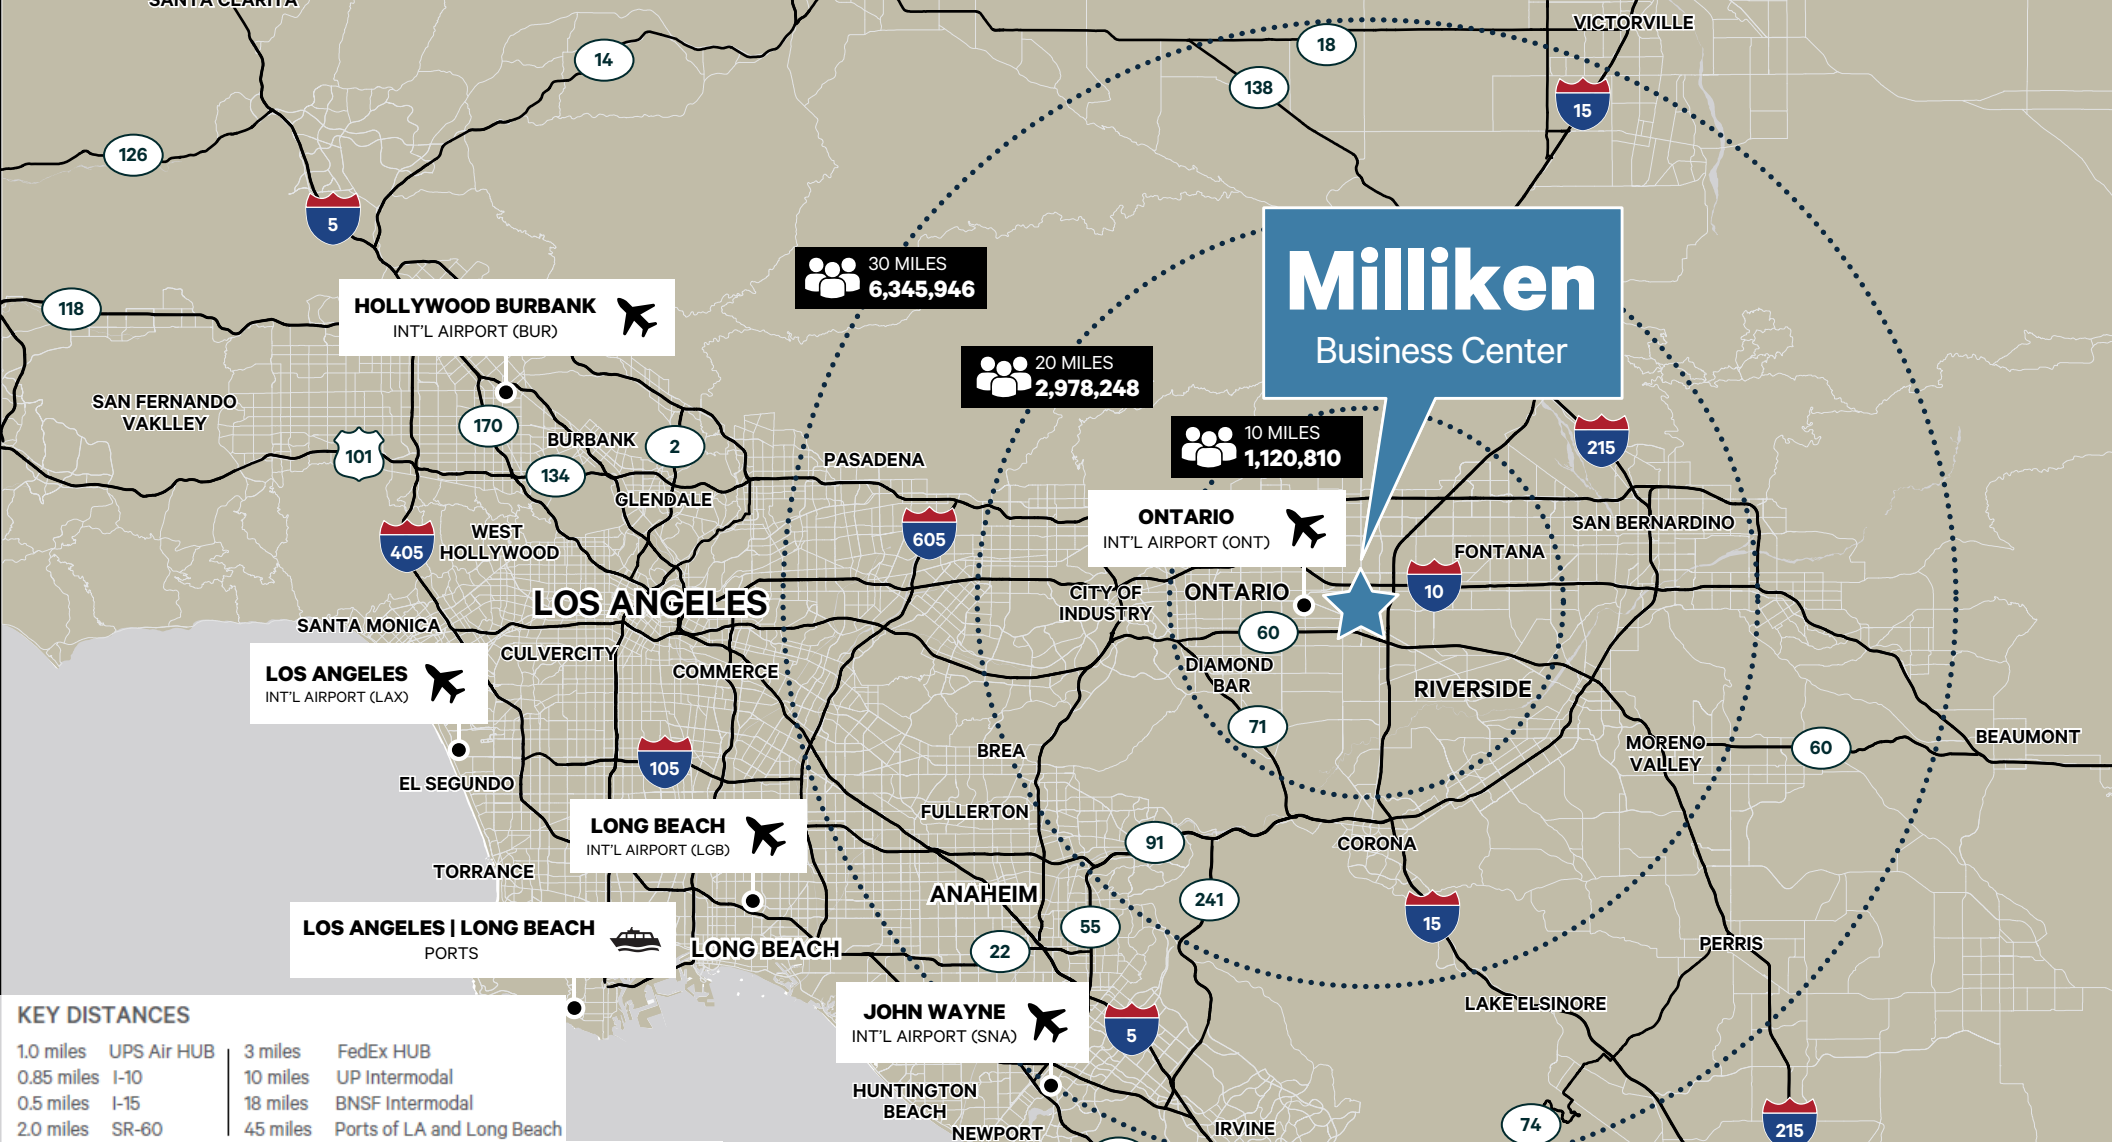 SANTA CLARITA
VICTORVILLE
14
18
138
15
126
5
118
30 MILES
6,345,946
Milliken
Business Center
HOLLYWOOD BURBANK
INT'L AIRPORT (BUR)
20 MILES
2,978,248
SAN FERNANDO
VAKLLEY
170
BURBANK
2
10 MILES
1,120,810
215
101
134
PASADENA
GLENDALE
ONTARIO
INT'L AIRPORT (ONT)
SAN BERNARDINO
405
WEST
HOLLYWOOD
605
FONTANA
10
LOS ANGELES
CITY OF
INDUSTRY
ONTARIO
60
SANTA MONICA
CULVERCITY
COMMERCE
DIAMOND
BAR
RIVERSIDE
LOS ANGELES
INT'L AIRPORT (LAX)
71
BREA
MORENO
VALLEY
60
BEAUMONT
105
EL SEGUNDO
FULLERTON
LONG BEACH
INT'L AIRPORT (LGB)
91
CORONA
TORRANCE
ANAHEIM
241
15
LOS ANGELES | LONG BEACH
PORTS
55
22
LONG BEACH
PERRIS
LAKE ELSINORE
JOHN WAYNE
INT'L AIRPORT (SNA)
5
HUNTINGTON
BEACH
NEWPORT
IRVINE
74
215
KEY DISTANCES
1.0 miles UPS Air HUB
0.85 miles I-10
0.5 miles I-15
2.0 miles SR-60
3 miles FedEx HUB
10 miles UP Intermodal
18 miles BNSF Intermodal
45 miles Ports of LA and Long Beach